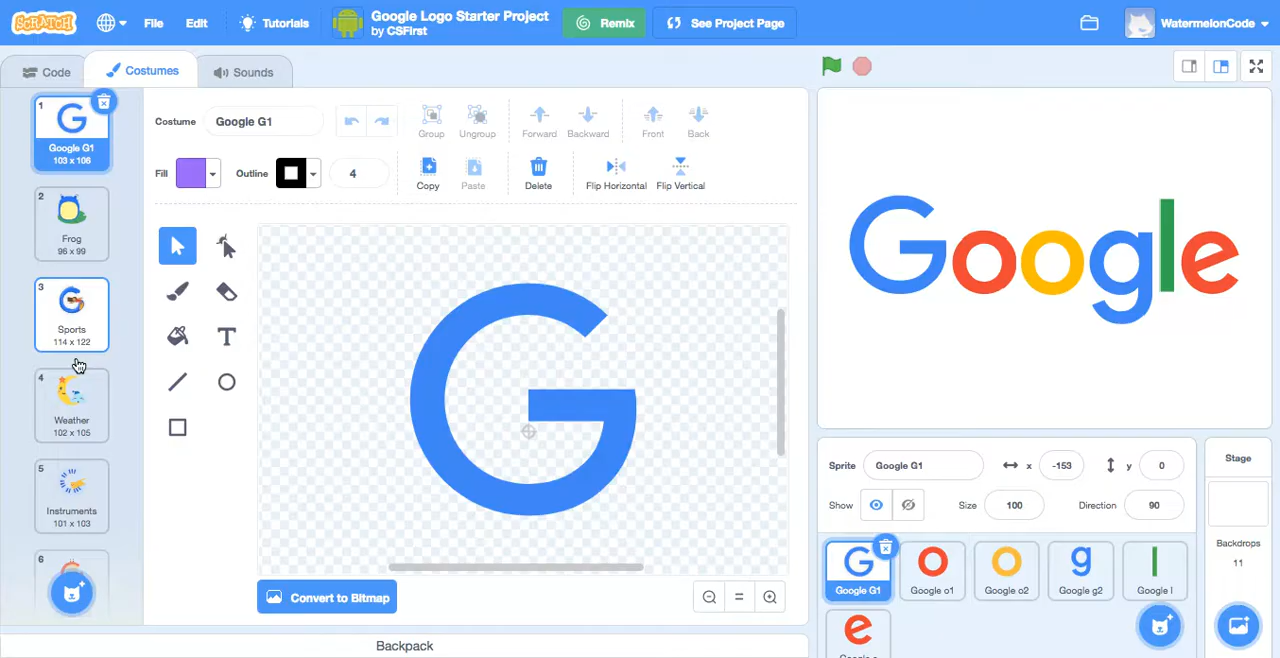 SCRATCH
File
Edit
Tutorials
Google Logo Starter Project
by CSFirst
Remix
See Project Page
WatermelonCode
Code
Costumes
Sounds
1
Google G1
103 x 106
2
Frog
96 x 99
3
Sports
114 x 122
4
Weather
102 x 105
5
Instruments
101 x 103
6
Costume
Google G1
Group
Ungroup
Forward
Backward
Front
Back
Fill
Outline
4
Copy
Paste
Delete
Flip Horizontal
Flip Vertical
T
G
Convert to Bitmap
Backpack
Google
Sprite
Google G1
x
-153
y
0
Show
Size
100
Direction
90
G
o
o
g
l
Google G1
Google o1
Google o2
Google g2
Google l
e
Stage
Backdrops
11